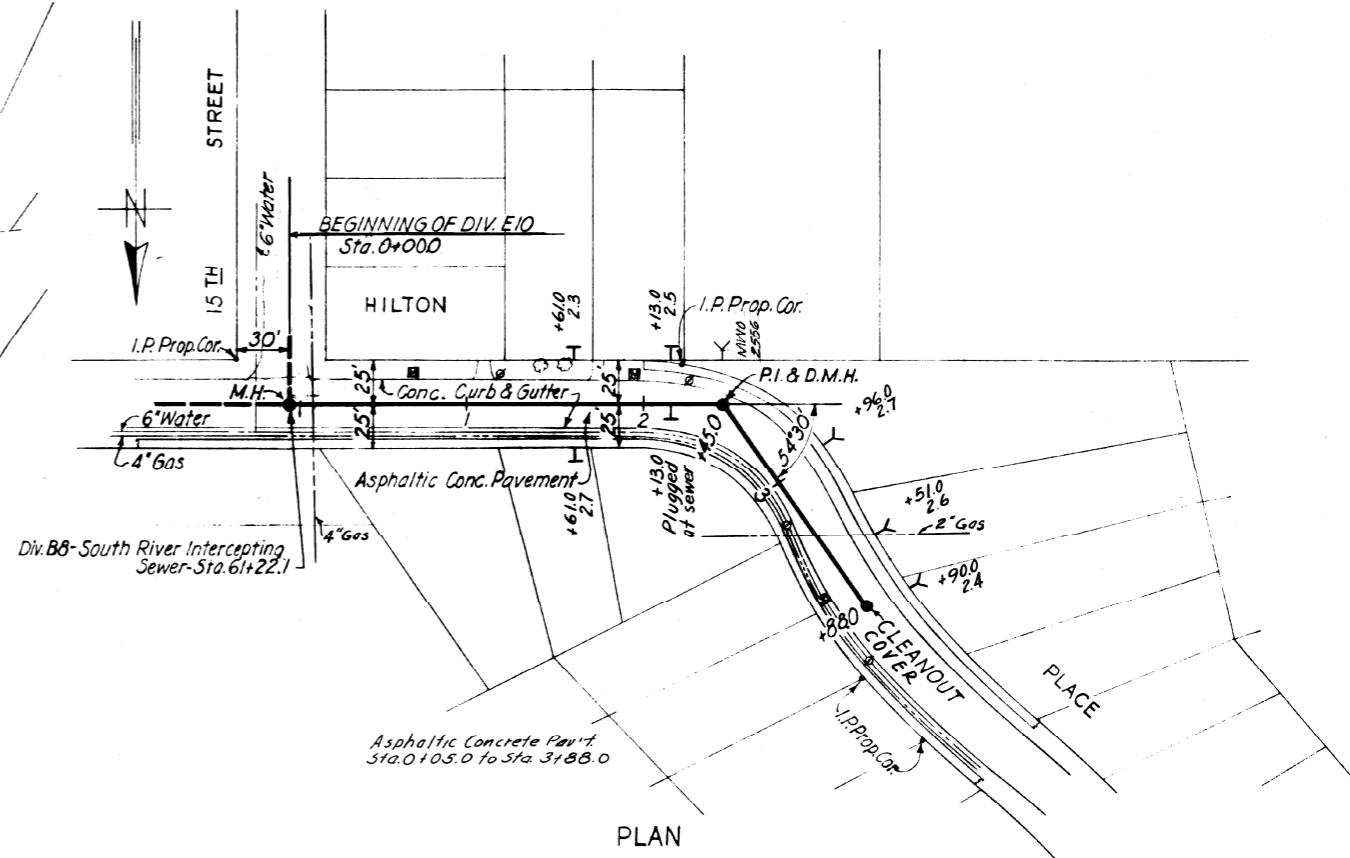 STREET
15TH
N
℄ 6" Water
BEGINNING OF DIV. E10
Sta. 0+00.0
HILTON
+61.0
2.3
+13.0
2.5
I.P. Prop. Cor.
MWO
2556
I.P. Prop. Cor.
30'
25'
25'
M.H.
Conc. Curb & Gutter
P.I. & D.M.H.
+96.0
2.7
6" Water
25'
25'
1
2
+45.0
54°30'
4" Gas
Asphaltic Conc. Pavement
3
+61.0
2.7
+13.0
Plugged
at sewer
+51.0
2.6
2" Gas
4" Gas
Div. B8-South River Intercepting
Sewer-Sta. 61+22.1
+90.0
2.4
+88.0
CLEANOUT
COVER
PLACE
I.P. Prop. Cor.
Asphaltic Concrete Pav't.
Sta. 0+05.0 to Sta. 3+88.0
PLAN